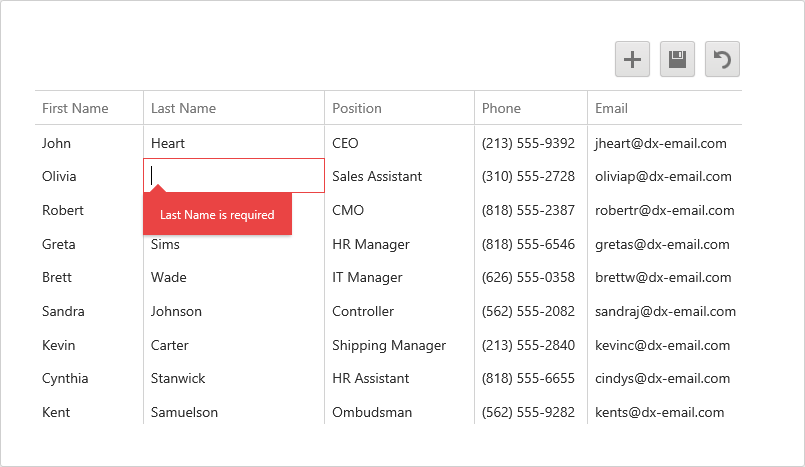 First Name Last Name Position Phone Email
John Heart CEO (213) 555-9392 jheart@dx-email.com
Olivia Sales Assistant (310) 555-2728 oliviap@dx-email.com
Robert CMO (818) 555-2387 robertr@dx-email.com
Last Name is required
Greta Sims HR Manager (818) 555-6546 gretas@dx-email.com
Brett Wade IT Manager (626) 555-0358 brettw@dx-email.com
Sandra Johnson Controller (562) 555-2082 sandraj@dx-email.com
Kevin Carter Shipping Manager (213) 555-2840 kevinc@dx-email.com
Cynthia Stanwick HR Assistant (818) 555-6655 cindys@dx-email.com
Kent Samuelson Ombudsman (562) 555-9282 kents@dx-email.com